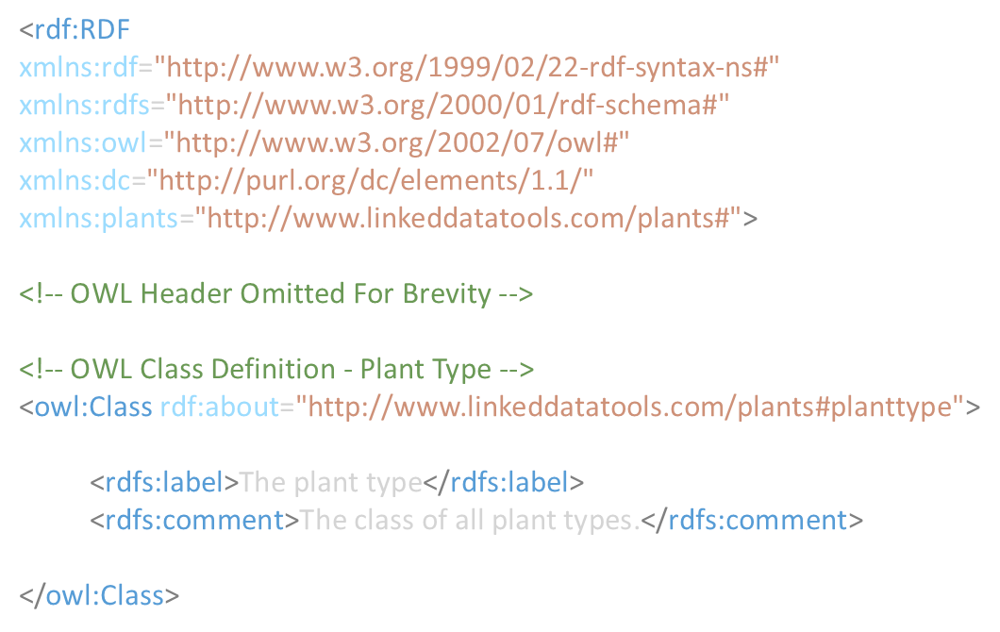 <rdf:RDF
xmlns:rdf="http://www.w3.org/1999/02/22-rdf-syntax-ns#"
xmlns:rdfs="http://www.w3.org/2000/01/rdf-schema#"
xmlns:owl="http://www.w3.org/2002/07/owl#"
xmlns:dc="http://purl.org/dc/elements/1.1/"
xmlns:plants="http://www.linkeddatatools.com/plants#">
<!-- OWL Header Omitted For Brevity -->
<!-- OWL Class Definition - Plant Type -->
<owl:Class rdf:about="http://www.linkeddatatools.com/plants#planttype">
<rdfs:label>The plant type</rdfs:label>
<rdfs:comment>The class of all plant types.</rdfs:comment>
</owl:Class>